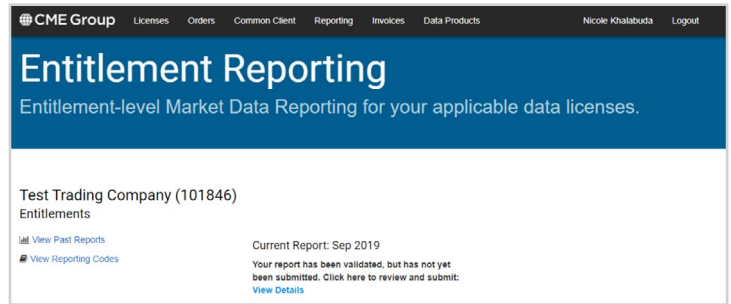 CME Group Licenses Orders Common Client Reporting Invoices Data Products Nicole Khalabuda Logout
Entitlement Reporting
Entitlement-level Market Data Reporting for your applicable data licenses.
Test Trading Company (101846)
Entitlements
View Past Reports
View Reporting Codes
Current Report: Sep 2019
Your report has been validated, but has not yet
been submitted. Click here to review and submit:
View Details